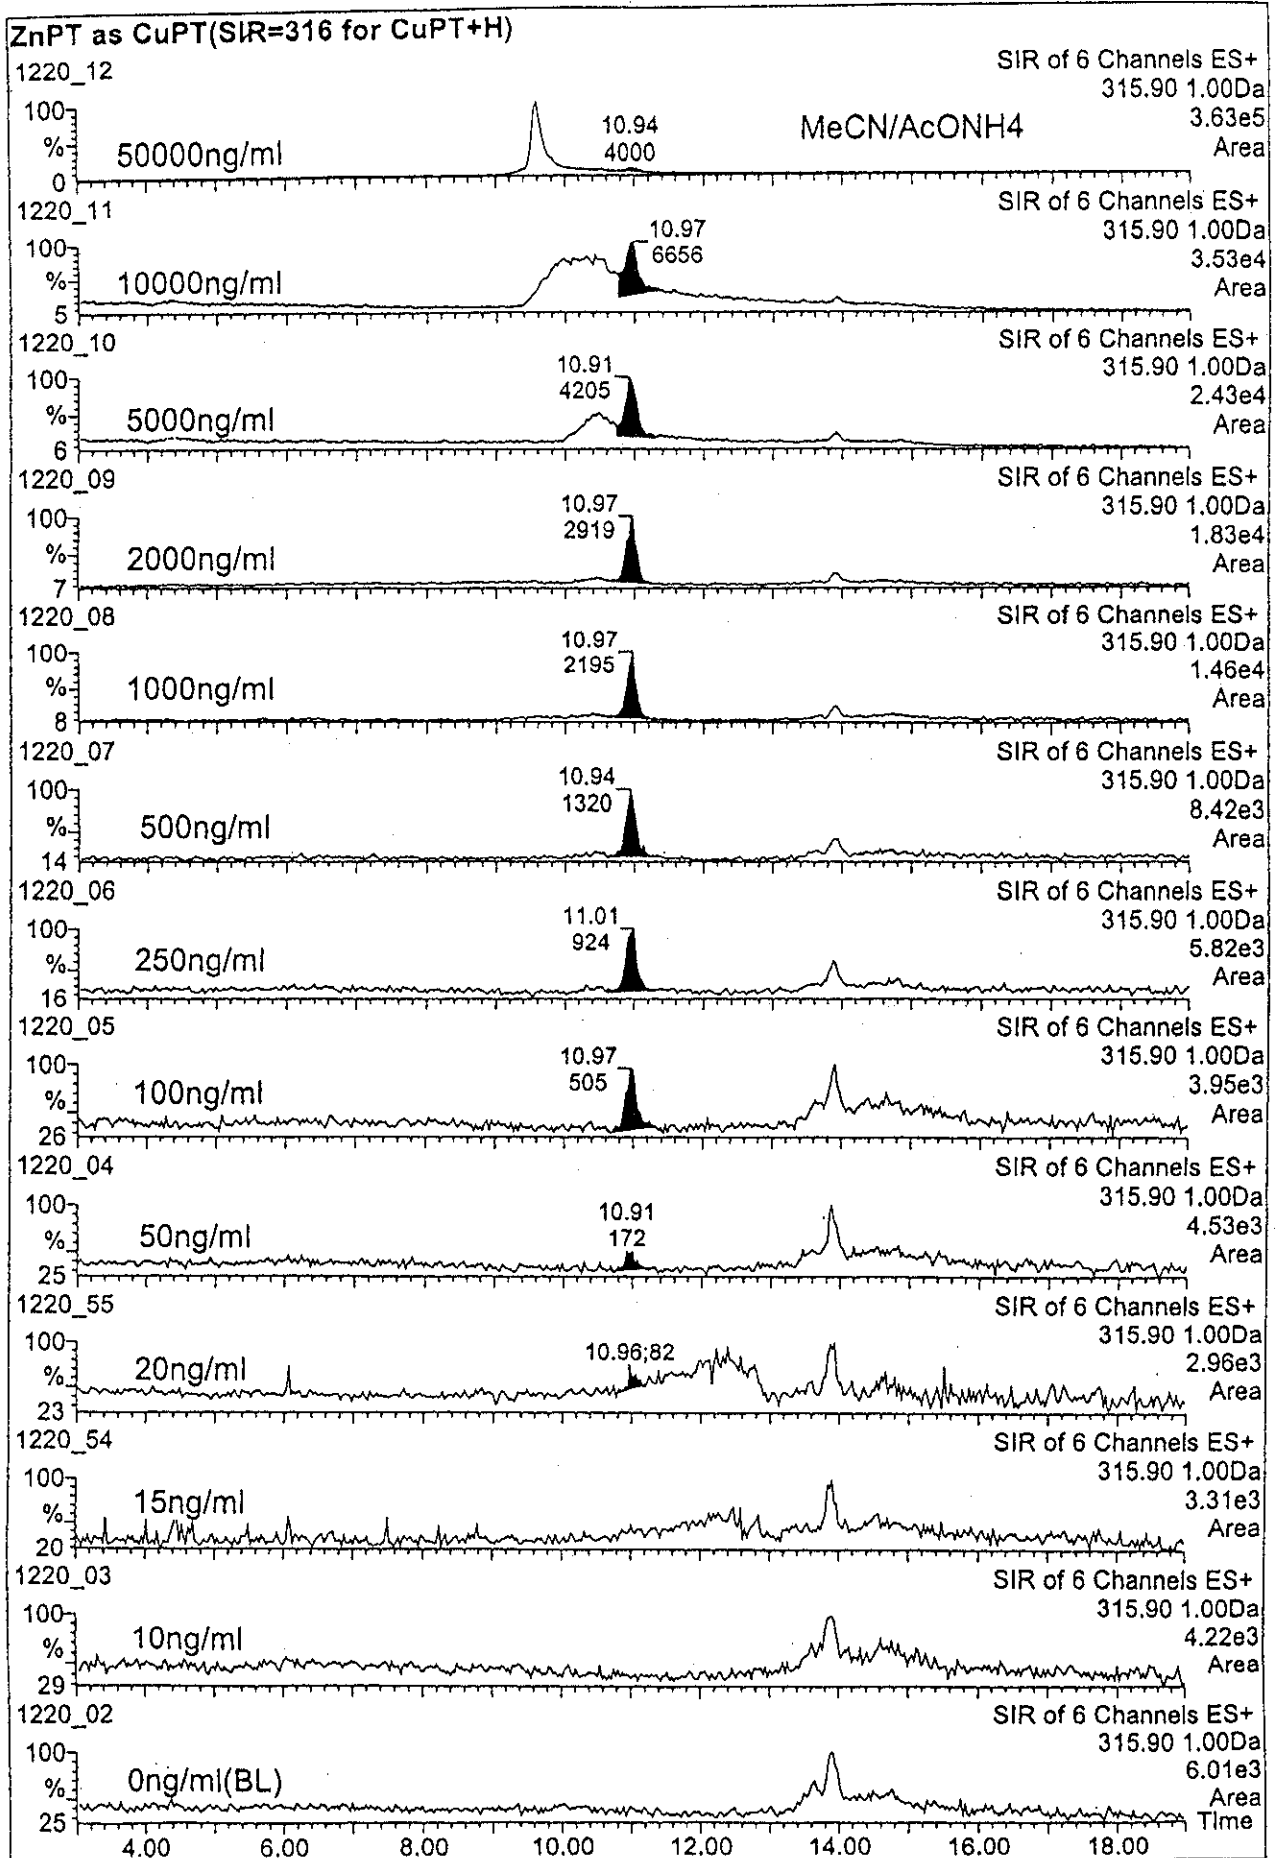 ZnPT as CuPT(SIR=316 for CuPT+H)
1220_12
SIR of 6 Channels ES+
315.90 1.00Da
3.63e5
Area
100
%
0
50000ng/ml
10.94
4000
MeCN/AcONH4
1220_11
SIR of 6 Channels ES+
315.90 1.00Da
3.53e4
Area
100
%
5
10000ng/ml
10.97
6656
1220_10
SIR of 6 Channels ES+
315.90 1.00Da
2.43e4
Area
100
%
6
5000ng/ml
10.91
4205
1220_09
SIR of 6 Channels ES+
315.90 1.00Da
1.83e4
Area
100
%
7
2000ng/ml
10.97
2919
1220_08
SIR of 6 Channels ES+
315.90 1.00Da
1.46e4
Area
100
%
8
1000ng/ml
10.97
2195
1220_07
SIR of 6 Channels ES+
315.90 1.00Da
8.42e3
Area
100
%
14
500ng/ml
10.94
1320
1220_06
SIR of 6 Channels ES+
315.90 1.00Da
5.82e3
Area
100
%
16
250ng/ml
11.01
924
1220_05
SIR of 6 Channels ES+
315.90 1.00Da
3.95e3
Area
100
%
26
100ng/ml
10.97
505
1220_04
SIR of 6 Channels ES+
315.90 1.00Da
4.53e3
Area
100
%
25
50ng/ml
10.91
172
1220_55
SIR of 6 Channels ES+
315.90 1.00Da
2.96e3
Area
100
%
23
20ng/ml
10.96;82
1220_54
SIR of 6 Channels ES+
315.90 1.00Da
3.31e3
Area
100
%
20
15ng/ml
1220_03
SIR of 6 Channels ES+
315.90 1.00Da
4.22e3
Area
100
%
29
10ng/ml
1220_02
SIR of 6 Channels ES+
315.90 1.00Da
6.01e3
Area
100
%
25
0ng/ml(BL)
Time
4.00 6.00 8.00 10.00 12.00 14.00 16.00 18.00